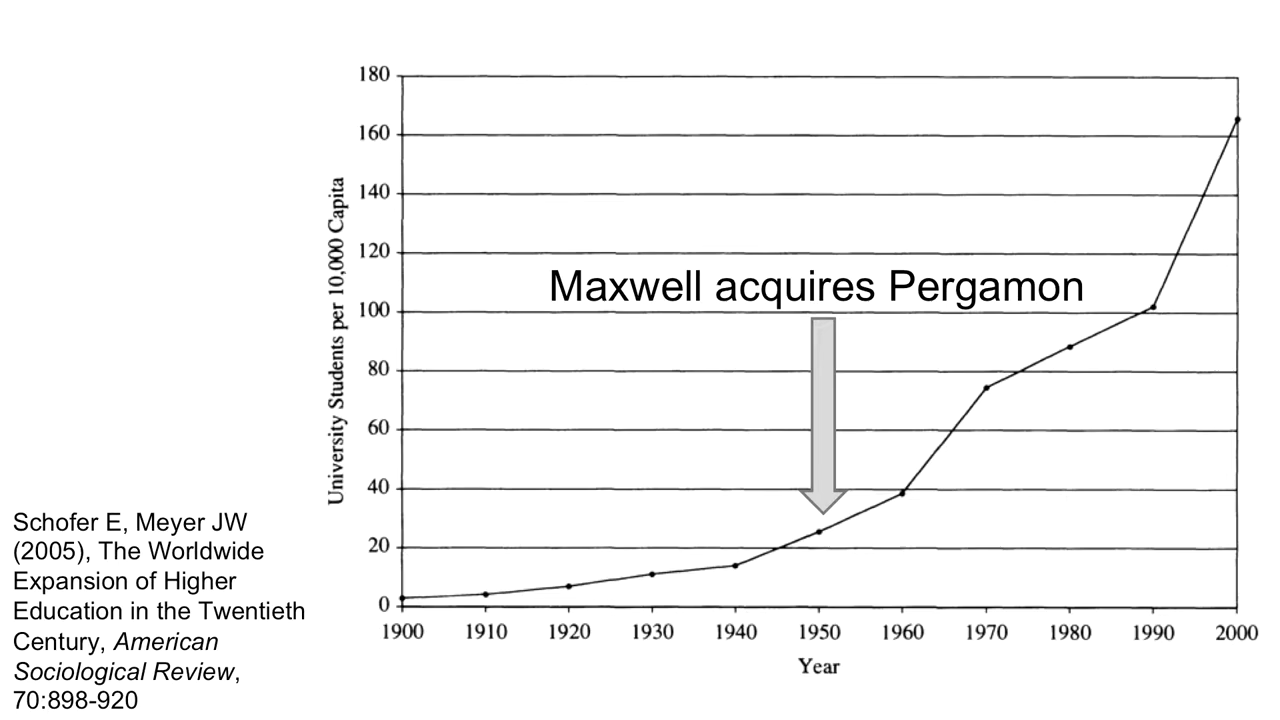 180
160
140
120
100
80
60
40
20
0
University Students per 10,000 Capita
Maxwell acquires Pergamon
1900 1910 1920 1930 1940 1950 1960 1970 1980 1990 2000
Year
Schofer E, Meyer JW
(2005), The Worldwide
Expansion of Higher
Education in the Twentieth
Century, American
Sociological Review,
70:898-920